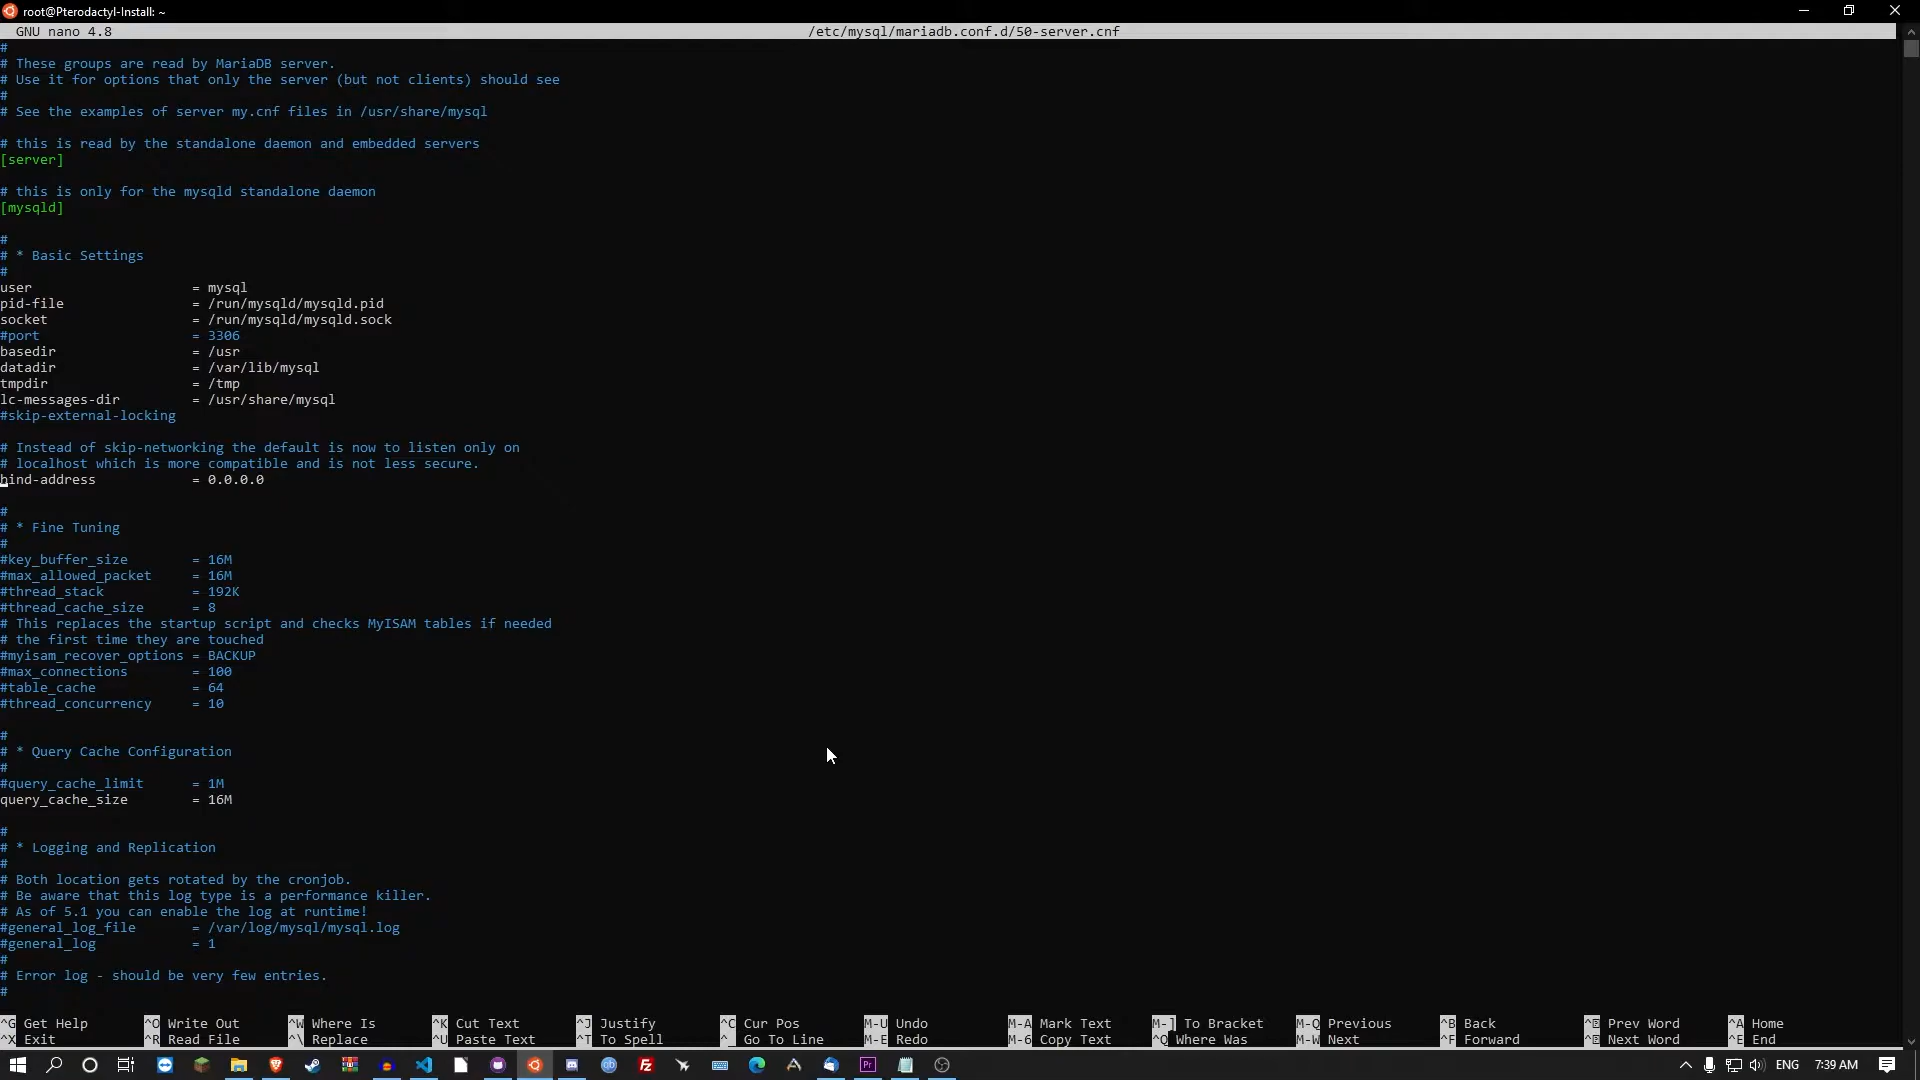 root@Pterodactyl-Install: ~
GNU nano 4.8 /etc/mysql/mariadb.conf.d/50-server.cnf
#
# These groups are read by MariaDB server.
# Use it for options that only the server (but not clients) should see
#
# See the examples of server my.cnf files in /usr/share/mysql
# this is read by the standalone daemon and embedded servers
[server]
# this is only for the mysqld standalone daemon
[mysqld]
#
# * Basic Settings
#
user = mysql
pid-file = /run/mysqld/mysqld.pid
socket = /run/mysqld/mysqld.sock
#port = 3306
basedir = /usr
datadir = /var/lib/mysql
tmpdir = /tmp
lc-messages-dir = /usr/share/mysql
#skip-external-locking
# Instead of skip-networking the default is now to listen only on
# localhost which is more compatible and is not less secure.
bind-address = 0.0.0.0
#
# * Fine Tuning
#
#key_buffer_size = 16M
#max_allowed_packet = 16M
#thread_stack = 192K
#thread_cache_size = 8
# This replaces the startup script and checks MyISAM tables if needed
# the first time they are touched
#myisam_recover_options = BACKUP
#max_connections = 100
#table_cache = 64
#thread_concurrency = 10
#
# * Query Cache Configuration
#
#query_cache_limit = 1M
query_cache_size = 16M
#
# * Logging and Replication
#
# Both location gets rotated by the cronjob.
# Be aware that this log type is a performance killer.
# As of 5.1 you can enable the log at runtime!
#general_log_file = /var/log/mysql/mysql.log
#general_log = 1
#
# Error log - should be very few entries.
#
^G Get Help ^O Write Out ^W Where Is ^K Cut Text ^J Justify ^C Cur Pos M-U Undo M-A Mark Text M-] To Bracket M-Q Previous ^B Back Prev Word ^A Home
^X Exit ^R Read File ^\ Replace ^U Paste Text ^T To Spell ^_ Go To Line M-E Redo M-6 Copy Text ^Q Where Was M-W Next ^F Forward Next Word ^E End
ENG 7:39 AM